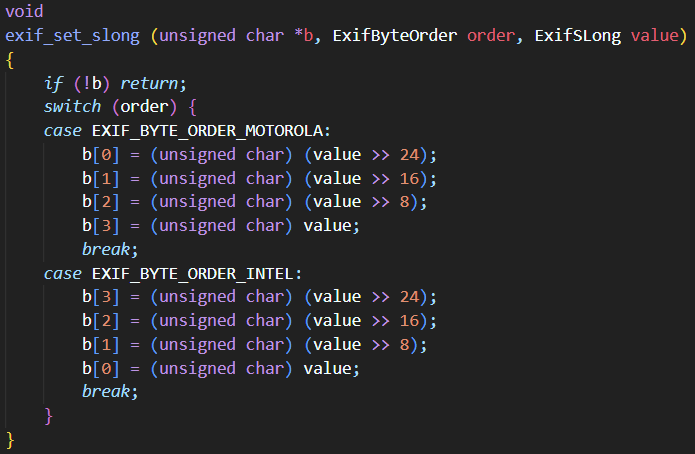 void
exif_set_slong (unsigned char *b, ExifByteOrder order, ExifSLong value)
{
    if (!b) return;
    switch (order) {
    case EXIF_BYTE_ORDER_MOTOROLA:
        b[0] = (unsigned char) (value >> 24);
        b[1] = (unsigned char) (value >> 16);
        b[2] = (unsigned char) (value >> 8);
        b[3] = (unsigned char) value;
        break;
    case EXIF_BYTE_ORDER_INTEL:
        b[3] = (unsigned char) (value >> 24);
        b[2] = (unsigned char) (value >> 16);
        b[1] = (unsigned char) (value >> 8);
        b[0] = (unsigned char) value;
        break;
    }
}